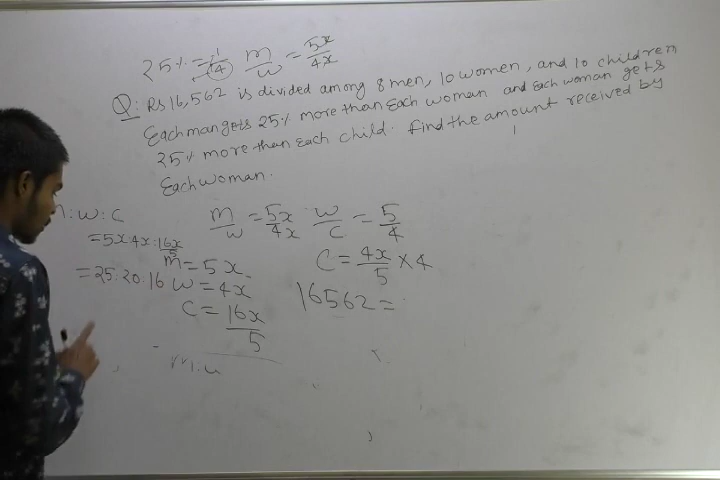 25% = 1/4 m/w = 5x/4x
Q: Rs 16,562 is divided among 8 men, 10 women, and 10 children
Each man gets 25% more than Each woman and Each woman gets
25% more than Each child. find the amount received by
Each woman.
: w : C m/w = 5x/4x w/C = 5/4
= 5x:4x:16x/5
m = 5x C = 4x/5 × 4
= 25:20:16 w = 4x 16562 =
C = 16x/5